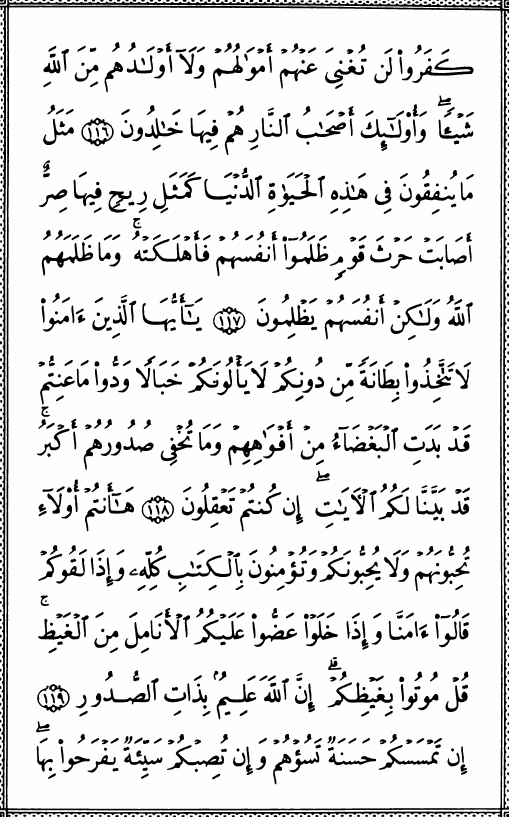 كَفَرُوا۟ لَن تُغْنِىَ عَنْهُمْ أَمْوَٰلُهُمْ وَلَآ أَوْلَـٰدُهُم مِّنَ ٱللَّهِ
شَيْـًٔا ۖ وَأُو۟لَـٰٓئِكَ أَصْحَـٰبُ ٱلنَّارِ هُمْ فِيهَا خَـٰلِدُونَ ١١٦ مَثَلُ
مَا يُنفِقُونَ فِى هَـٰذِهِ ٱلْحَيَوٰةِ ٱلدُّنْيَا كَمَثَلِ رِيحٍ فِيهَا صِرٌّ
أَصَابَتْ حَرْثَ قَوْمٍ ظَلَمُوٓا۟ أَنفُسَهُمْ فَأَهْلَكَتْهُ ۚ وَمَا ظَلَمَهُمُ
ٱللَّهُ وَلَـٰكِنْ أَنفُسَهُمْ يَظْلِمُونَ ١١٧ يَـٰٓأَيُّهَا ٱلَّذِينَ ءَامَنُوا۟
لَا تَتَّخِذُوا۟ بِطَانَةً مِّن دُونِكُمْ لَا يَأْلُونَكُمْ خَبَالًا وَدُّوا۟ مَا عَنِتُّمْ
قَدْ بَدَتِ ٱلْبَغْضَآءُ مِنْ أَفْوَٰهِهِمْ وَمَا تُخْفِى صُدُورُهُمْ أَكْبَرُ ۚ
قَدْ بَيَّنَّا لَكُمُ ٱلْـَٔايَـٰتِ ۖ إِن كُنتُمْ تَعْقِلُونَ ١١٨ هَـٰٓأَنتُمْ أُو۟لَآءِ
تُحِبُّونَهُمْ وَلَا يُحِبُّونَكُمْ وَتُؤْمِنُونَ بِٱلْكِتَـٰبِ كُلِّهِۦ وَإِذَا لَقُوكُمْ
قَالُوٓا۟ ءَامَنَّا وَإِذَا خَلَوْا۟ عَضُّوا۟ عَلَيْكُمُ ٱلْأَنَامِلَ مِنَ ٱلْغَيْظِ ۚ
قُلْ مُوتُوا۟ بِغَيْظِكُمْ ۗ إِنَّ ٱللَّهَ عَلِيمٌۢ بِذَاتِ ٱلصُّدُورِ ١١٩
إِن تَمْسَسْكُمْ حَسَنَةٌ تَسُؤْهُمْ وَإِن تُصِبْكُمْ سَيِّئَةٌ يَفْرَحُوا۟ بِهَا ۖ